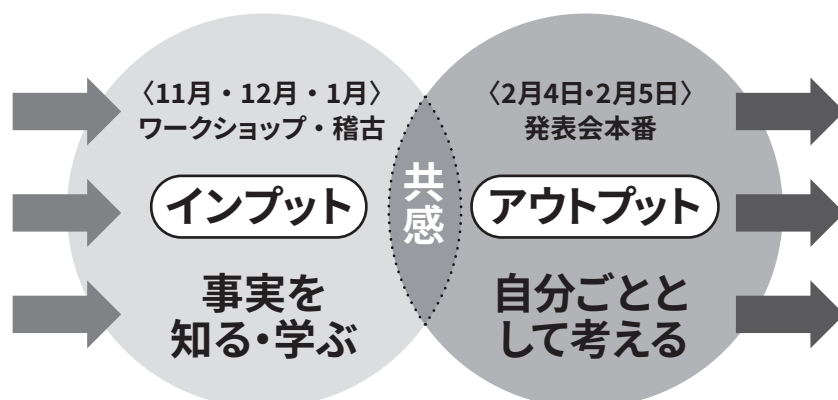 〈11月・12月・1月〉
ワークショップ・稽古
インプット
事実を
知る・学ぶ
共感
〈2月4日・2月5日〉
発表会本番
アウトプット
自分ごとと
して考える